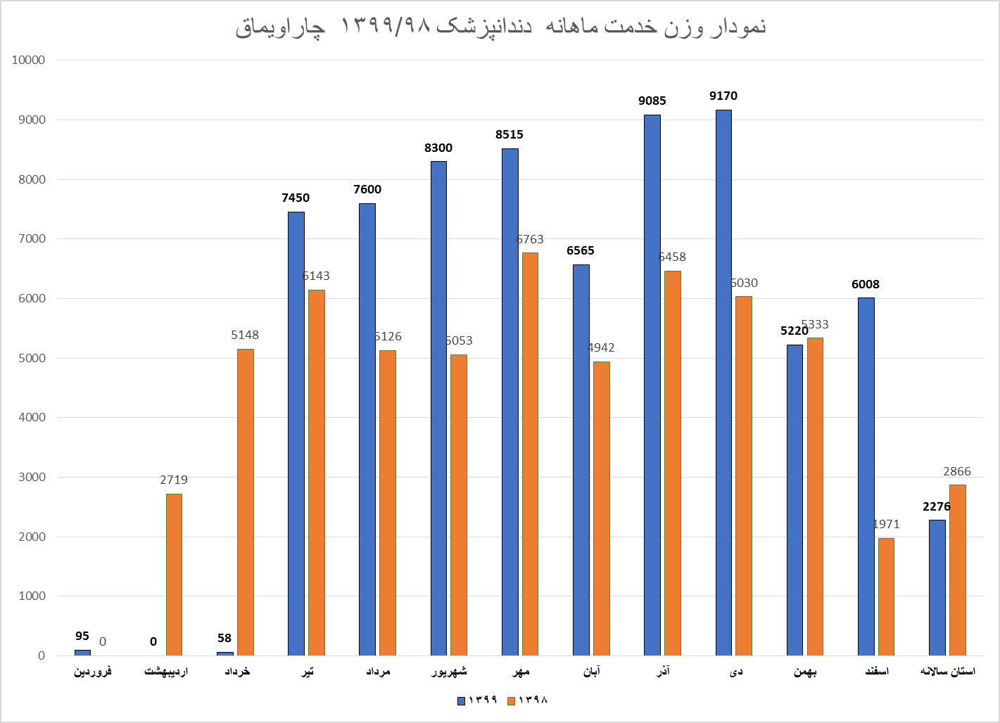 نمودار وزن خدمت ماهانه دندانپزشک ۱۳۹۹/۹۸ چاراویماق
10000
9000
8000
7000
6000
5000
4000
3000
2000
1000
0
95 0
0 2719
58 5148
7450 6143
7600 5126
8300 5053
8515 6763
6565 4942
9085 6458
9170 6030
5220 5333
6008 1971
2276 2866
فروردین
اردیبهشت
خرداد
تیر
مرداد
شهریور
مهر
آبان
آذر
دی
بهمن
اسفند
استان سالانه
۱۳۹۹
۱۳۹۸